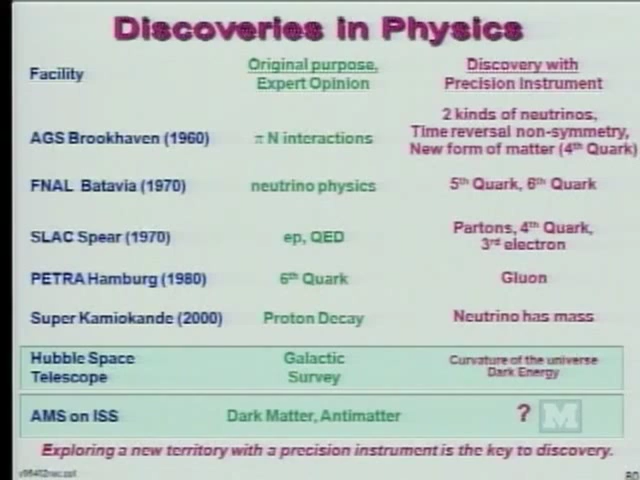 Discoveries in Physics
Facility
Original purpose,
Expert Opinion
Discovery with
Precision Instrument
AGS Brookhaven (1960)
π N interactions
2 kinds of neutrinos,
Time reversal non-symmetry,
New form of matter (4th Quark)
FNAL Batavia (1970)
neutrino physics
5th Quark, 6th Quark
SLAC Spear (1970)
ep, QED
Partons, 4th Quark,
3rd electron
PETRA Hamburg (1980)
6th Quark
Gluon
Super Kamiokande (2000)
Proton Decay
Neutrino has mass
Hubble Space
Telescope
Galactic
Survey
Curvature of the universe
Dark Energy
AMS on ISS
Dark Matter, Antimatter
?
M
Exploring a new territory with a precision instrument is the key to discovery.